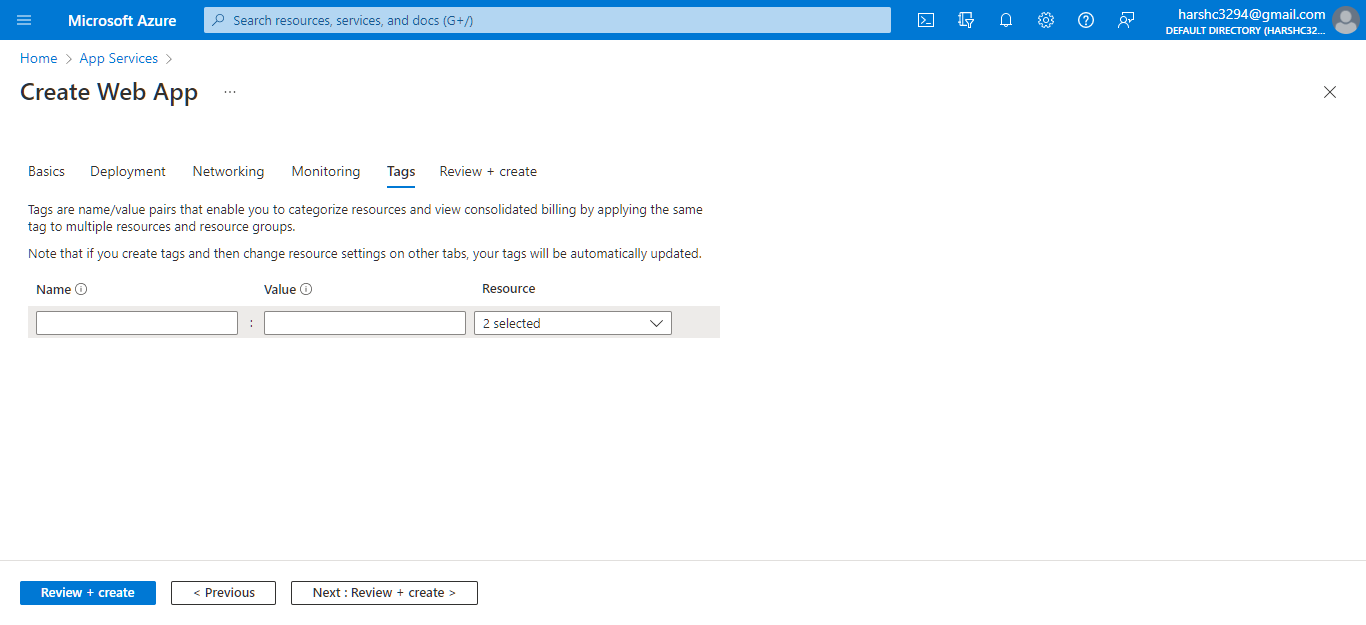 Microsoft Azure
Search resources, services, and docs (G+/)
harshc3294@gmail.com
DEFAULT DIRECTORY (HARSHC32...
Home > App Services >
Create Web App ...
Basics Deployment Networking Monitoring Tags Review + create
Tags are name/value pairs that enable you to categorize resources and view consolidated billing by applying the same
tag to multiple resources and resource groups.
Note that if you create tags and then change resource settings on other tabs, your tags will be automatically updated.
Name Value Resource
: 2 selected
Review + create < Previous Next : Review + create >